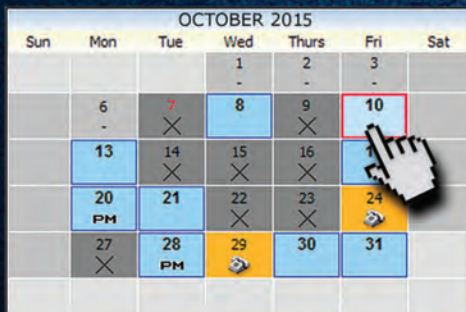 OCTOBER 2015
Sun Mon Tue Wed Thurs Fri Sat
1 2 3
- - -
6 7 8 9 10
- X X
13 14 15 16
X X X
20 21 22 23 24
PM X X
27 28 29 30 31
X PM